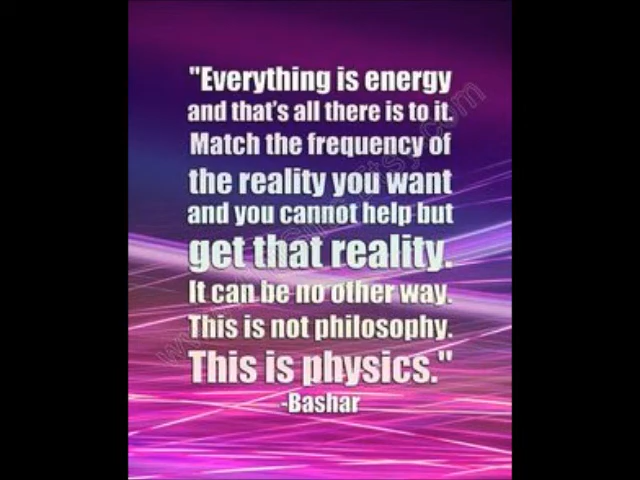 "Everything is energy
and that's all there is to it.
Match the frequency of
the reality you want
and you cannot help but
get that reality.
It can be no other way.
This is not philosophy.
This is physics."
-Bashar